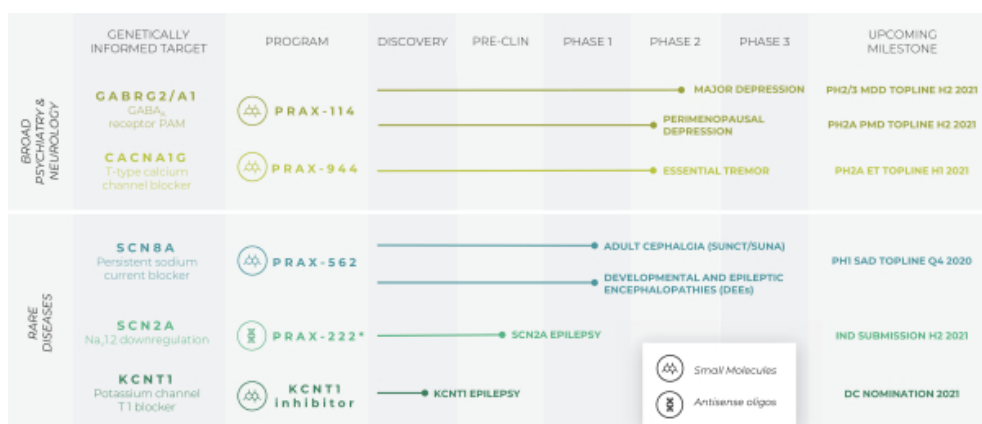 GENETICALLY
INFORMED TARGET
PROGRAM
DISCOVERY
PRE-CLIN
PHASE 1
PHASE 2
PHASE 3
UPCOMING
MILESTONE
BROAD
PSYCHIATRY &
NEUROLOGY
GABRG2/A1
GABAA
receptor PAM
PRAX-114
MAJOR DEPRESSION
PH2/3 MDD TOPLINE H2 2021
PERIMENOPAUSAL
DEPRESSION
PH2A PMD TOPLINE H2 2021
CACNA1G
T-type calcium
channel blocker
PRAX-944
ESSENTIAL TREMOR
PH2A ET TOPLINE H1 2021
RARE
DISEASES
SCN8A
Persistent sodium
current blocker
PRAX-562
ADULT CEPHALGIA (SUNCT/SUNA)
DEVELOPMENTAL AND EPILEPTIC
ENCEPHALOPATHIES (DEEs)
PH1 SAD TOPLINE Q4 2020
SCN2A
Nav1.2 downregulation
PRAX-222*
SCN2A EPILEPSY
IND SUBMISSION H2 2021
KCNT1
Potassium channel
T1 blocker
KCNT1
inhibitor
KCNT1 EPILEPSY
DC NOMINATION 2021
Small Molecules
Antisense oligos